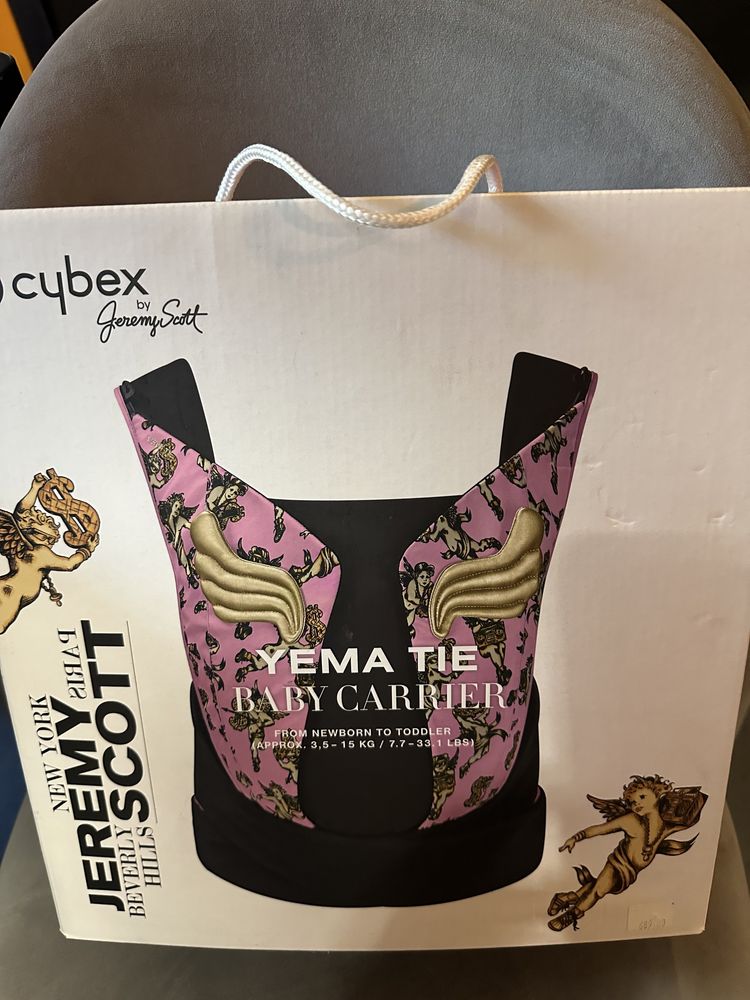 cybex
by
Jeremy Scott
YEMA TIE
BABY CARRIER
FROM NEWBORN TO TODDLER
(APPROX. 3,5–15 KG / 7.7–33.1 LBS)
NEW YORK
PARIS
JEREMY
SCOTT
BEVERLY
HILLS